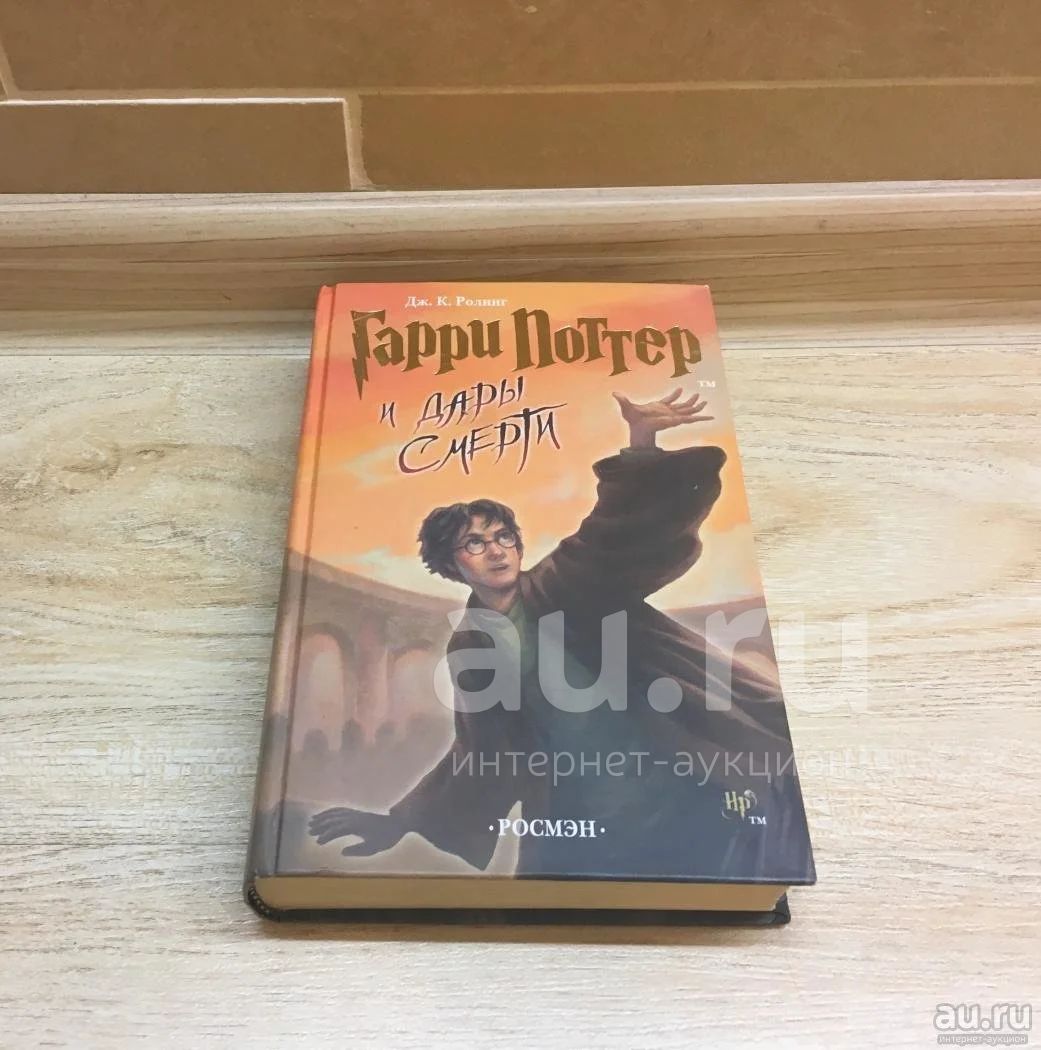 Дж. К. Ролинг
Гарри Поттер
TM
и Дары
Смерти
au.ru
интернет-аукцион
HP
TM
·РОСМЭН·
au.ru
интернет-аукцион